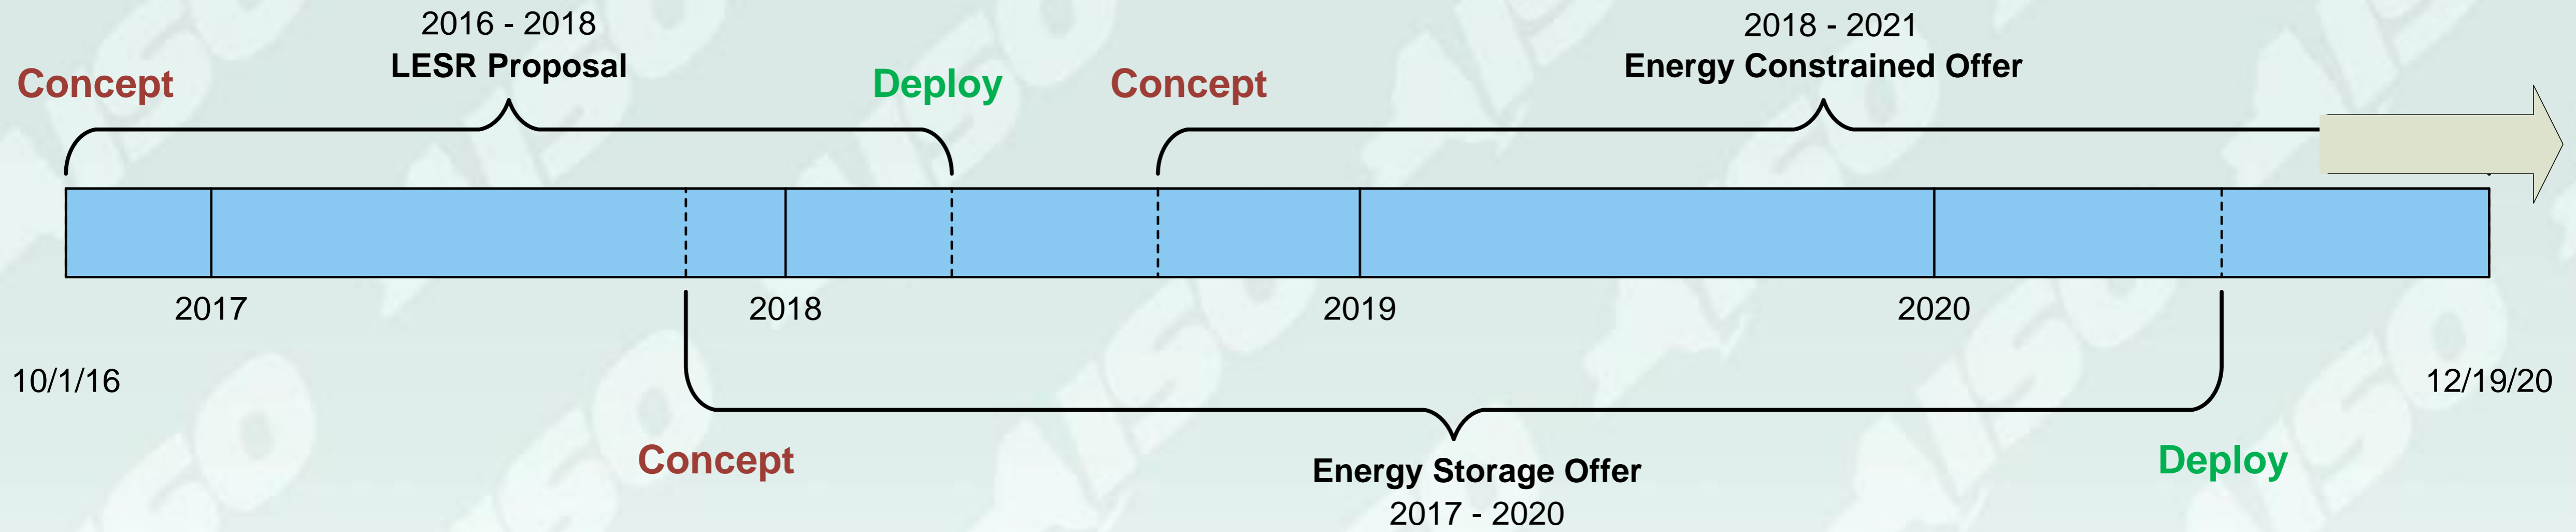 2016 - 2018
LESR Proposal
Concept
Deploy
Concept
2018 - 2021
Energy Constrained Offer
2017
2018
2019
2020
10/1/16
12/19/20
Concept
Energy Storage Offer
2017 - 2020
Deploy